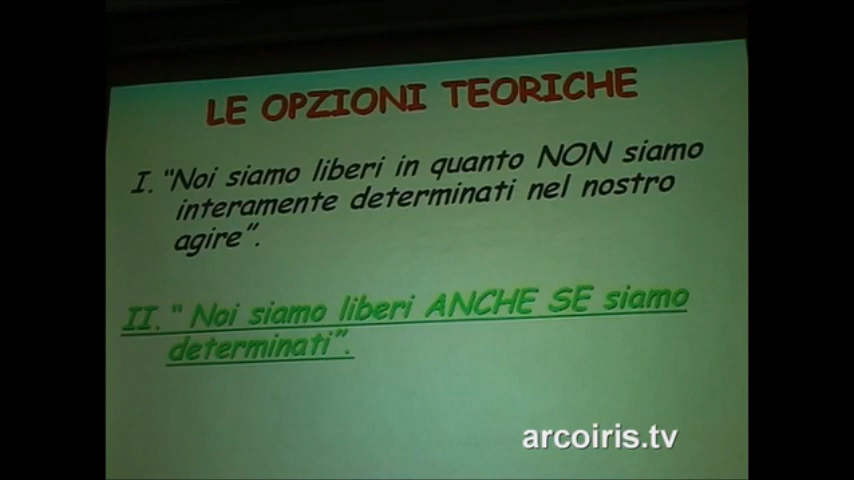 LE OPZIONI TEORICHE
I. "Noi siamo liberi in quanto NON siamo
interamente determinati nel nostro
agire".
II. " Noi siamo liberi ANCHE SE siamo
determinati".
arcoiris.tv